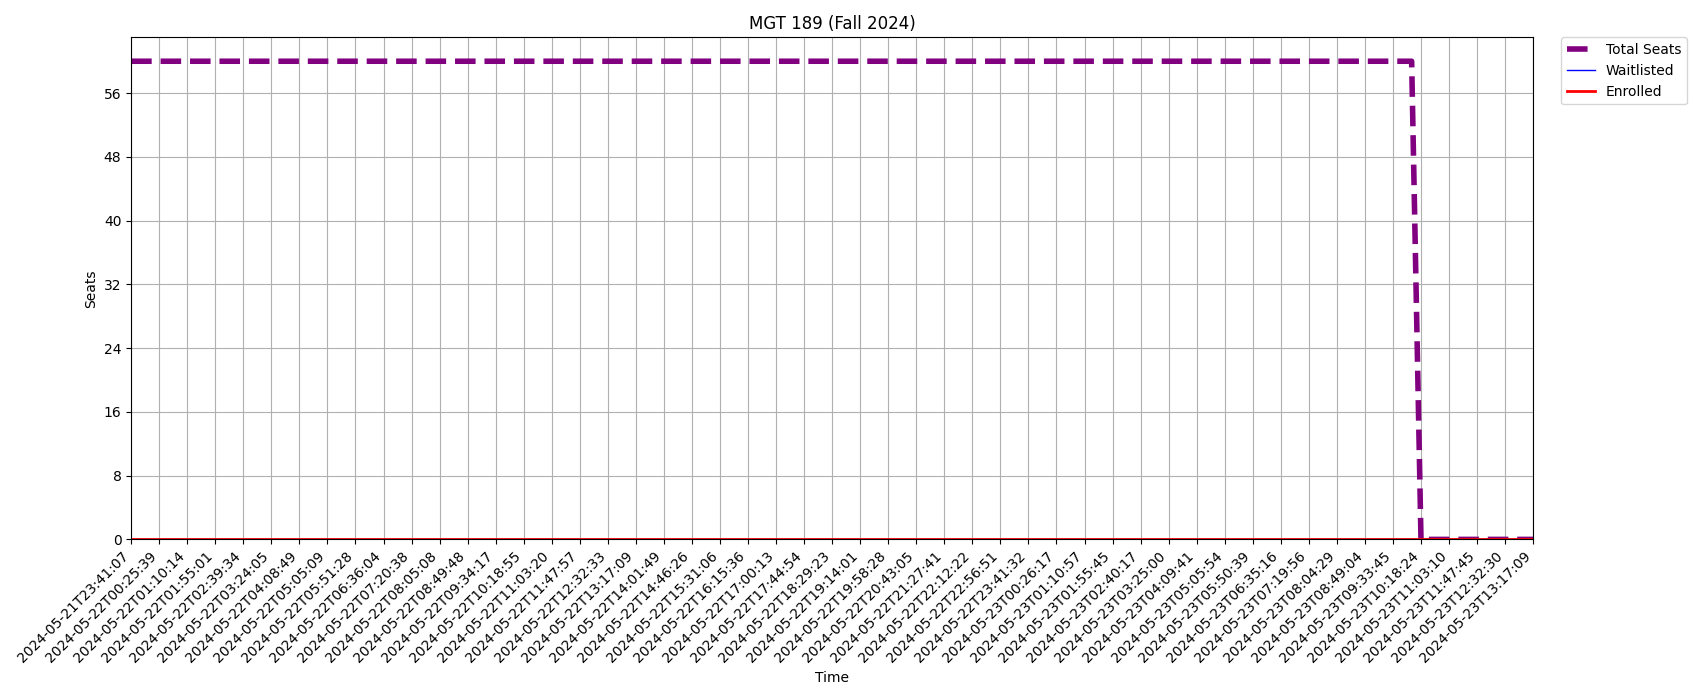 MGT 189 (Fall 2024)
Total Seats
Waitlisted
Enrolled
Seats
56
48
40
32
24
16
8
0
2024-05-21T23:41:07
2024-05-22T00:25:39
2024-05-22T01:10:14
2024-05-22T01:55:01
2024-05-22T02:39:34
2024-05-22T03:24:05
2024-05-22T04:08:49
2024-05-22T05:05:09
2024-05-22T05:51:28
2024-05-22T06:36:04
2024-05-22T07:20:38
2024-05-22T08:05:08
2024-05-22T08:49:48
2024-05-22T09:34:17
2024-05-22T10:18:55
2024-05-22T11:03:20
2024-05-22T11:47:57
2024-05-22T12:32:33
2024-05-22T13:17:09
2024-05-22T14:01:49
2024-05-22T14:46:26
2024-05-22T15:31:06
2024-05-22T16:15:36
2024-05-22T17:00:13
2024-05-22T17:44:54
2024-05-22T18:29:23
2024-05-22T19:14:01
2024-05-22T19:58:28
2024-05-22T20:43:05
2024-05-22T21:27:41
2024-05-22T22:12:22
2024-05-22T22:56:51
2024-05-22T23:41:32
2024-05-23T00:26:17
2024-05-23T01:10:57
2024-05-23T01:55:45
2024-05-23T02:40:17
2024-05-23T03:25:00
2024-05-23T04:09:41
2024-05-23T05:05:54
2024-05-23T05:50:39
2024-05-23T06:35:16
2024-05-23T07:19:56
2024-05-23T08:04:29
2024-05-23T08:49:04
2024-05-23T09:33:45
2024-05-23T10:18:24
2024-05-23T11:03:10
2024-05-23T11:47:45
2024-05-23T12:32:30
2024-05-23T13:17:09
Time